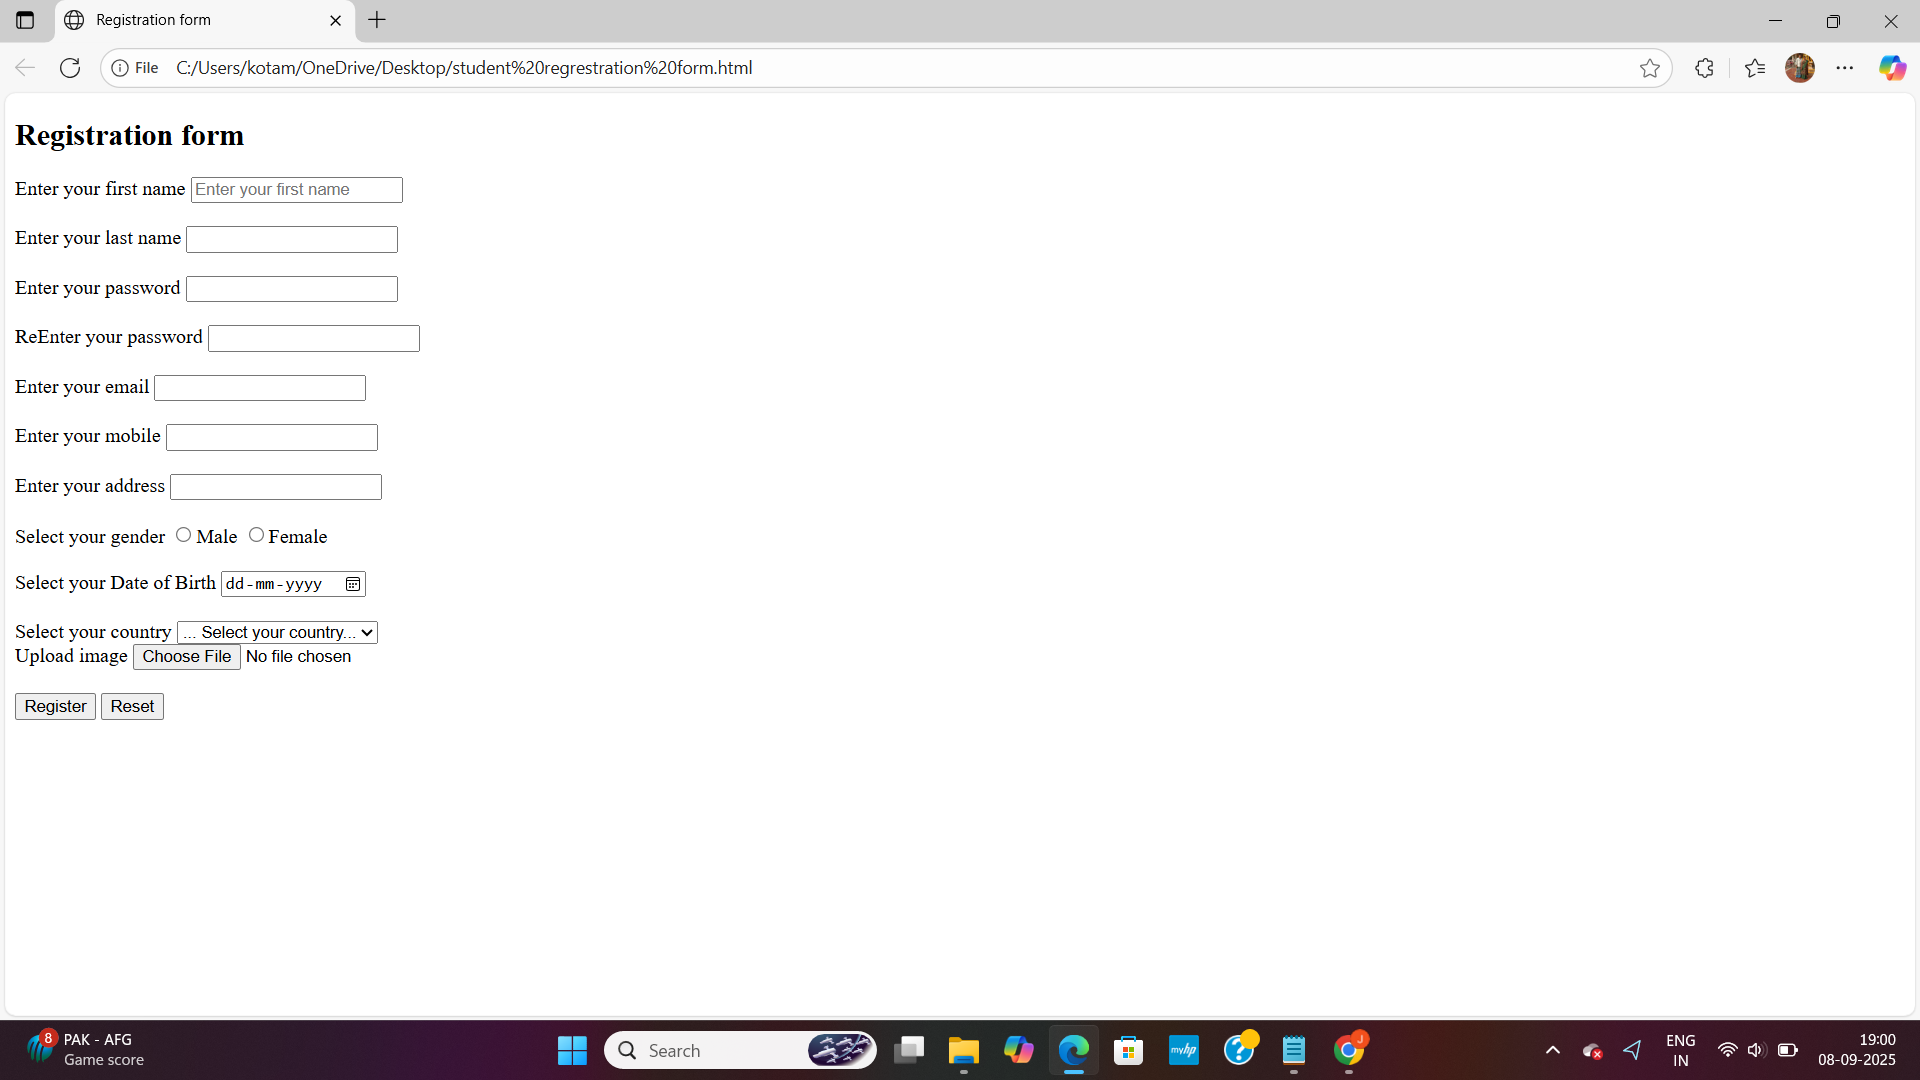 Registration form
File C:/Users/kotam/OneDrive/Desktop/student%20regrestration%20form.html
Registration form
Enter your first name Enter your first name
Enter your last name
Enter your password
ReEnter your password
Enter your email
Enter your mobile
Enter your address
Select your gender Male Female
Select your Date of Birth dd-mm-yyyy
Select your country ... Select your country...
Upload image Choose File No file chosen
Register Reset
8 PAK - AFG
Game score
Search
myhp
?
J
ENG
IN
19:00
08-09-2025